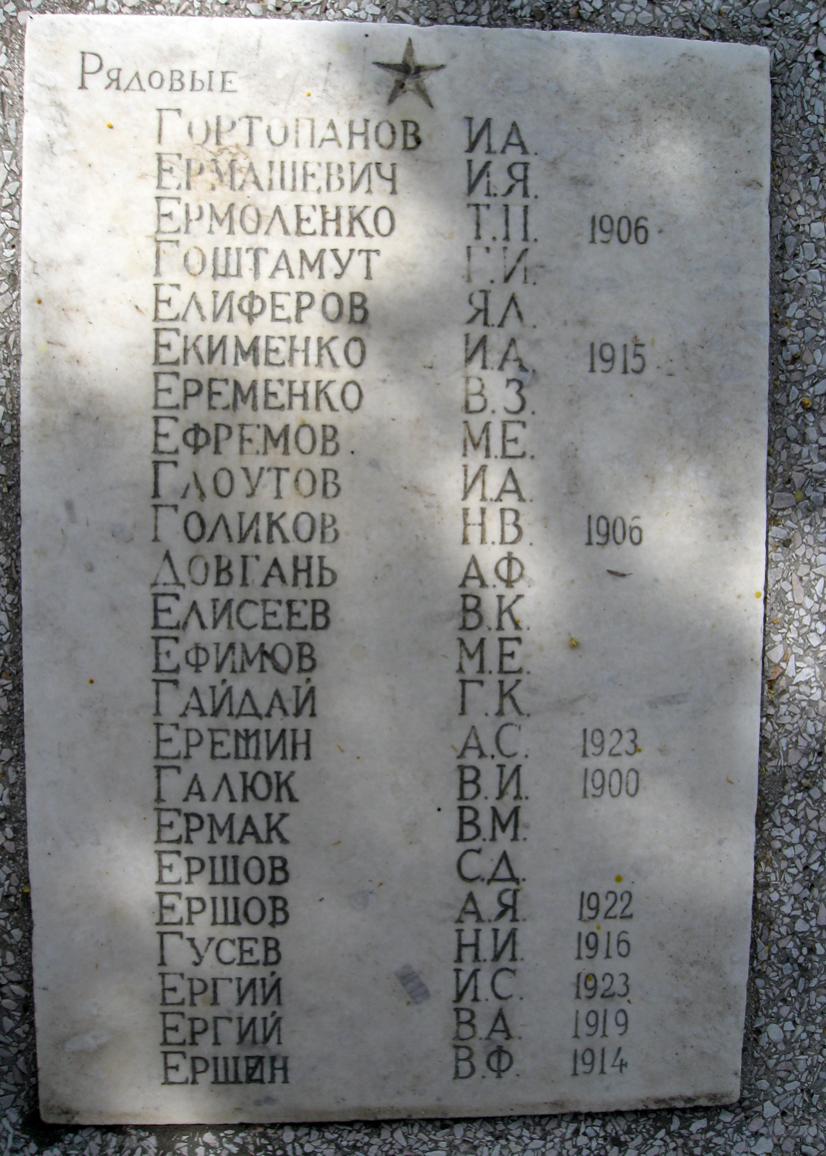 Рядовые
Гортопанов И.А.
Ермашевич И.Я.
Ермоленко Т.П. 1906
Гоштамут Г.И.
Елиферов Я.Л.
Екименко И.А. 1915
Еременко В.З.
Ефремов М.Е.
Глоутов И.А.
Голиков Н.В. 1906
Довгань А.Ф.
Елисеев В.К.
Ефимов М.Е.
Гайдай Г.К.
Еремин А.С. 1923
Галюк В.И. 1900
Ермак В.М.
Ершов С.Д.
Ершов А.Я. 1922
Гусев Н.И. 1916
Ергий И.С. 1923
Ергий В.А. 1919
Ершин В.Ф. 1914